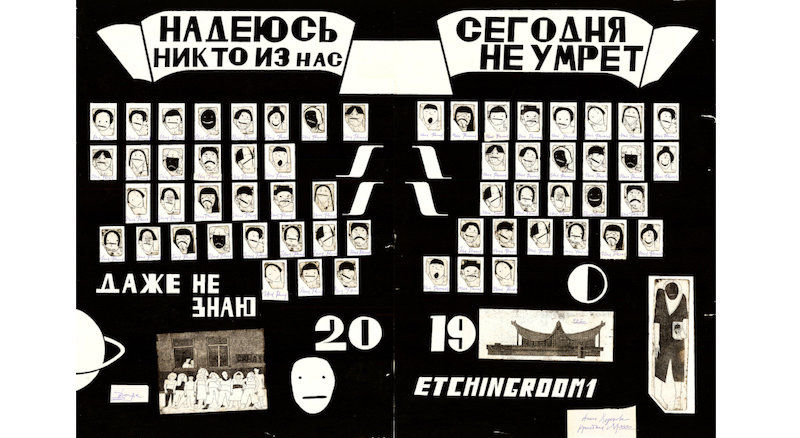 НАДЕЮСЬ
НИКТО ИЗ НАС
СЕГОДНЯ
НЕ УМРЕТ
ДАЖЕ НЕ
ЗНАЮ
20 19
ETCHINGROOM1